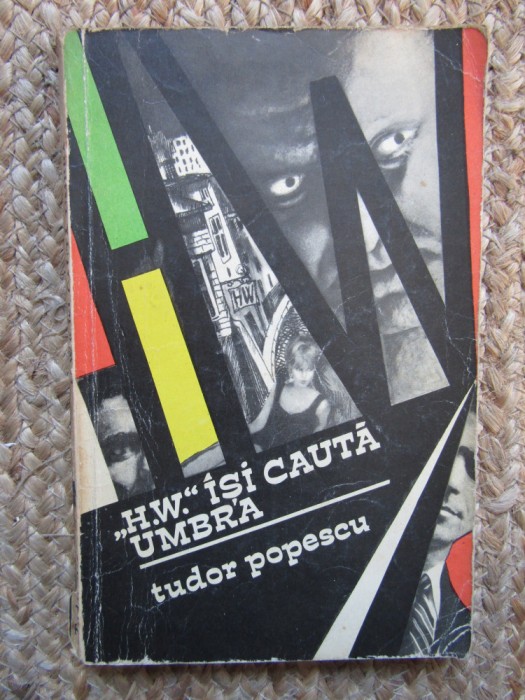 H.W.
„H.W.“ ÎȘI CAUTĂ
UMBRA
tudor popescu